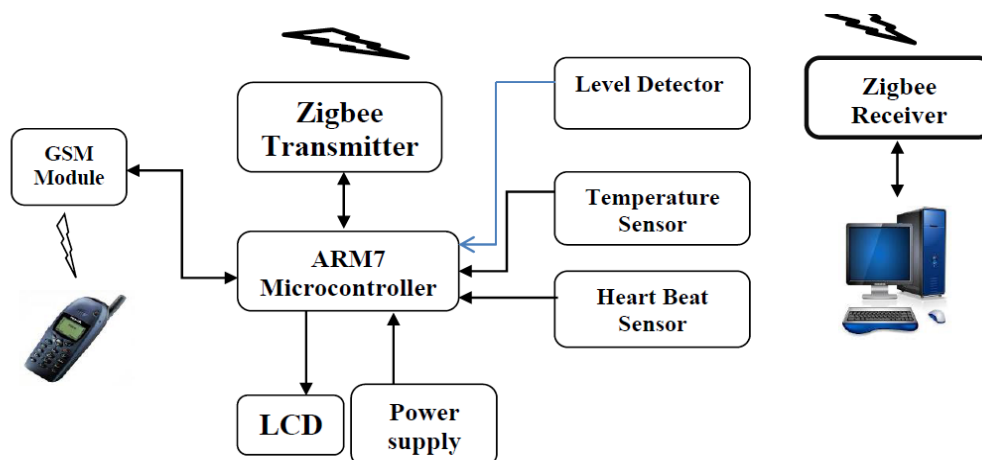 Zigbee
Transmitter
Level Detector
Zigbee
Receiver
GSM
Module
Temperature
Sensor
ARM7
Microcontroller
Heart Beat
Sensor
LCD
Power
supply